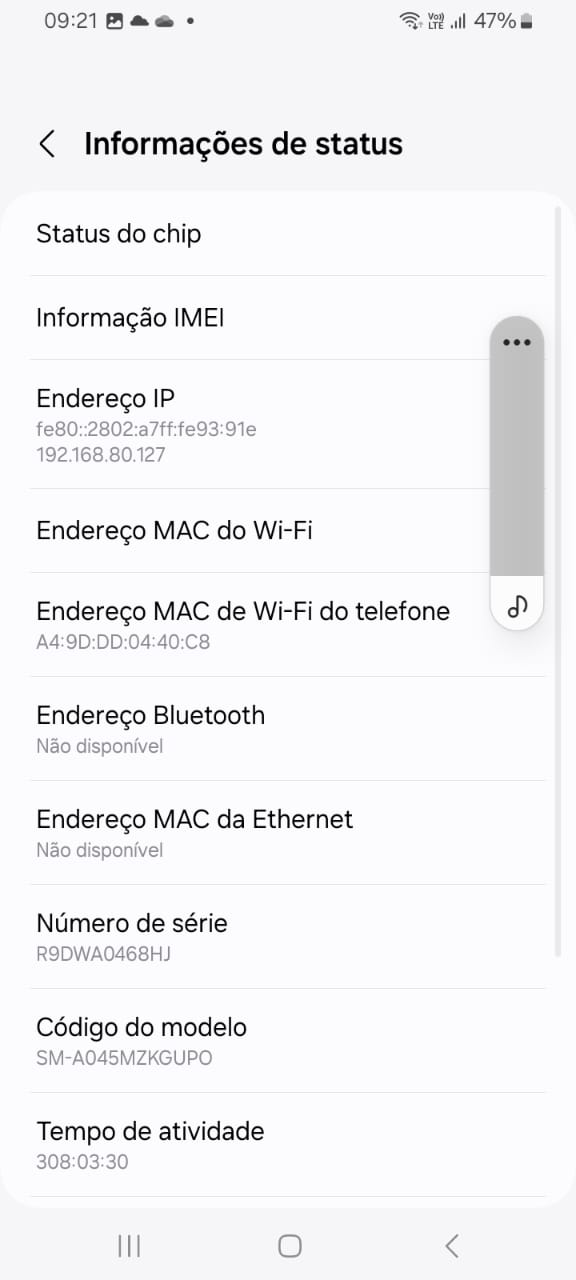 09:21
Vo)) LTE 47%
Informações de status
Status do chip
Informação IMEI
Endereço IP
fe80::2802:a7ff:fe93:91e
192.168.80.127
Endereço MAC do Wi-Fi
Endereço MAC de Wi-Fi do telefone
A4:9D:DD:04:40:C8
Endereço Bluetooth
Não disponível
Endereço MAC da Ethernet
Não disponível
Número de série
R9DWA0468HJ
Código do modelo
SM-A045MZKGUPO
Tempo de atividade
308:03:30